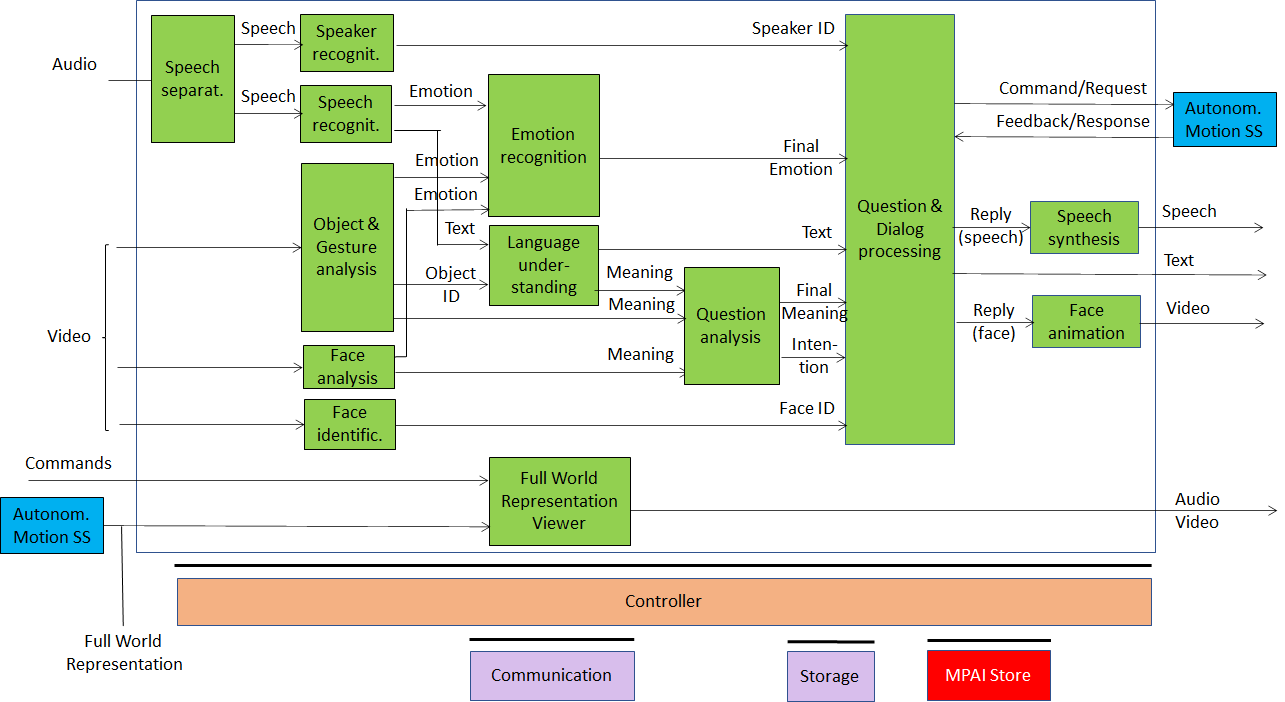 Audio
Speech
separat.
Speech
Speaker
recognit.
Speaker ID
Speech
Speech
recognit.
Emotion
Emotion
recognition
Emotion
Emotion
Text
Final
Emotion
Object &
Gesture
analysis
Object
ID
Language
under-
standing
Text
Meaning
Meaning
Meaning
Question
analysis
Final
Meaning
Inten-
tion
Video
Face
analysis
Face
identific.
Face ID
Question &
Dialog
processing
Command/Request
Feedback/Response
Autonom.
Motion SS
Reply
(speech)
Speech
synthesis
Speech
Text
Reply
(face)
Face
animation
Video
Commands
Autonom.
Motion SS
Full World
Representation
Viewer
Audio
Video
Full World
Representation
Controller
Communication
Storage
MPAI Store